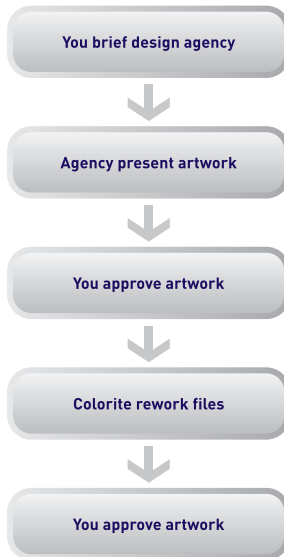 You brief design agency
Agency present artwork
You approve artwork
Colorite rework files
You approve artwork